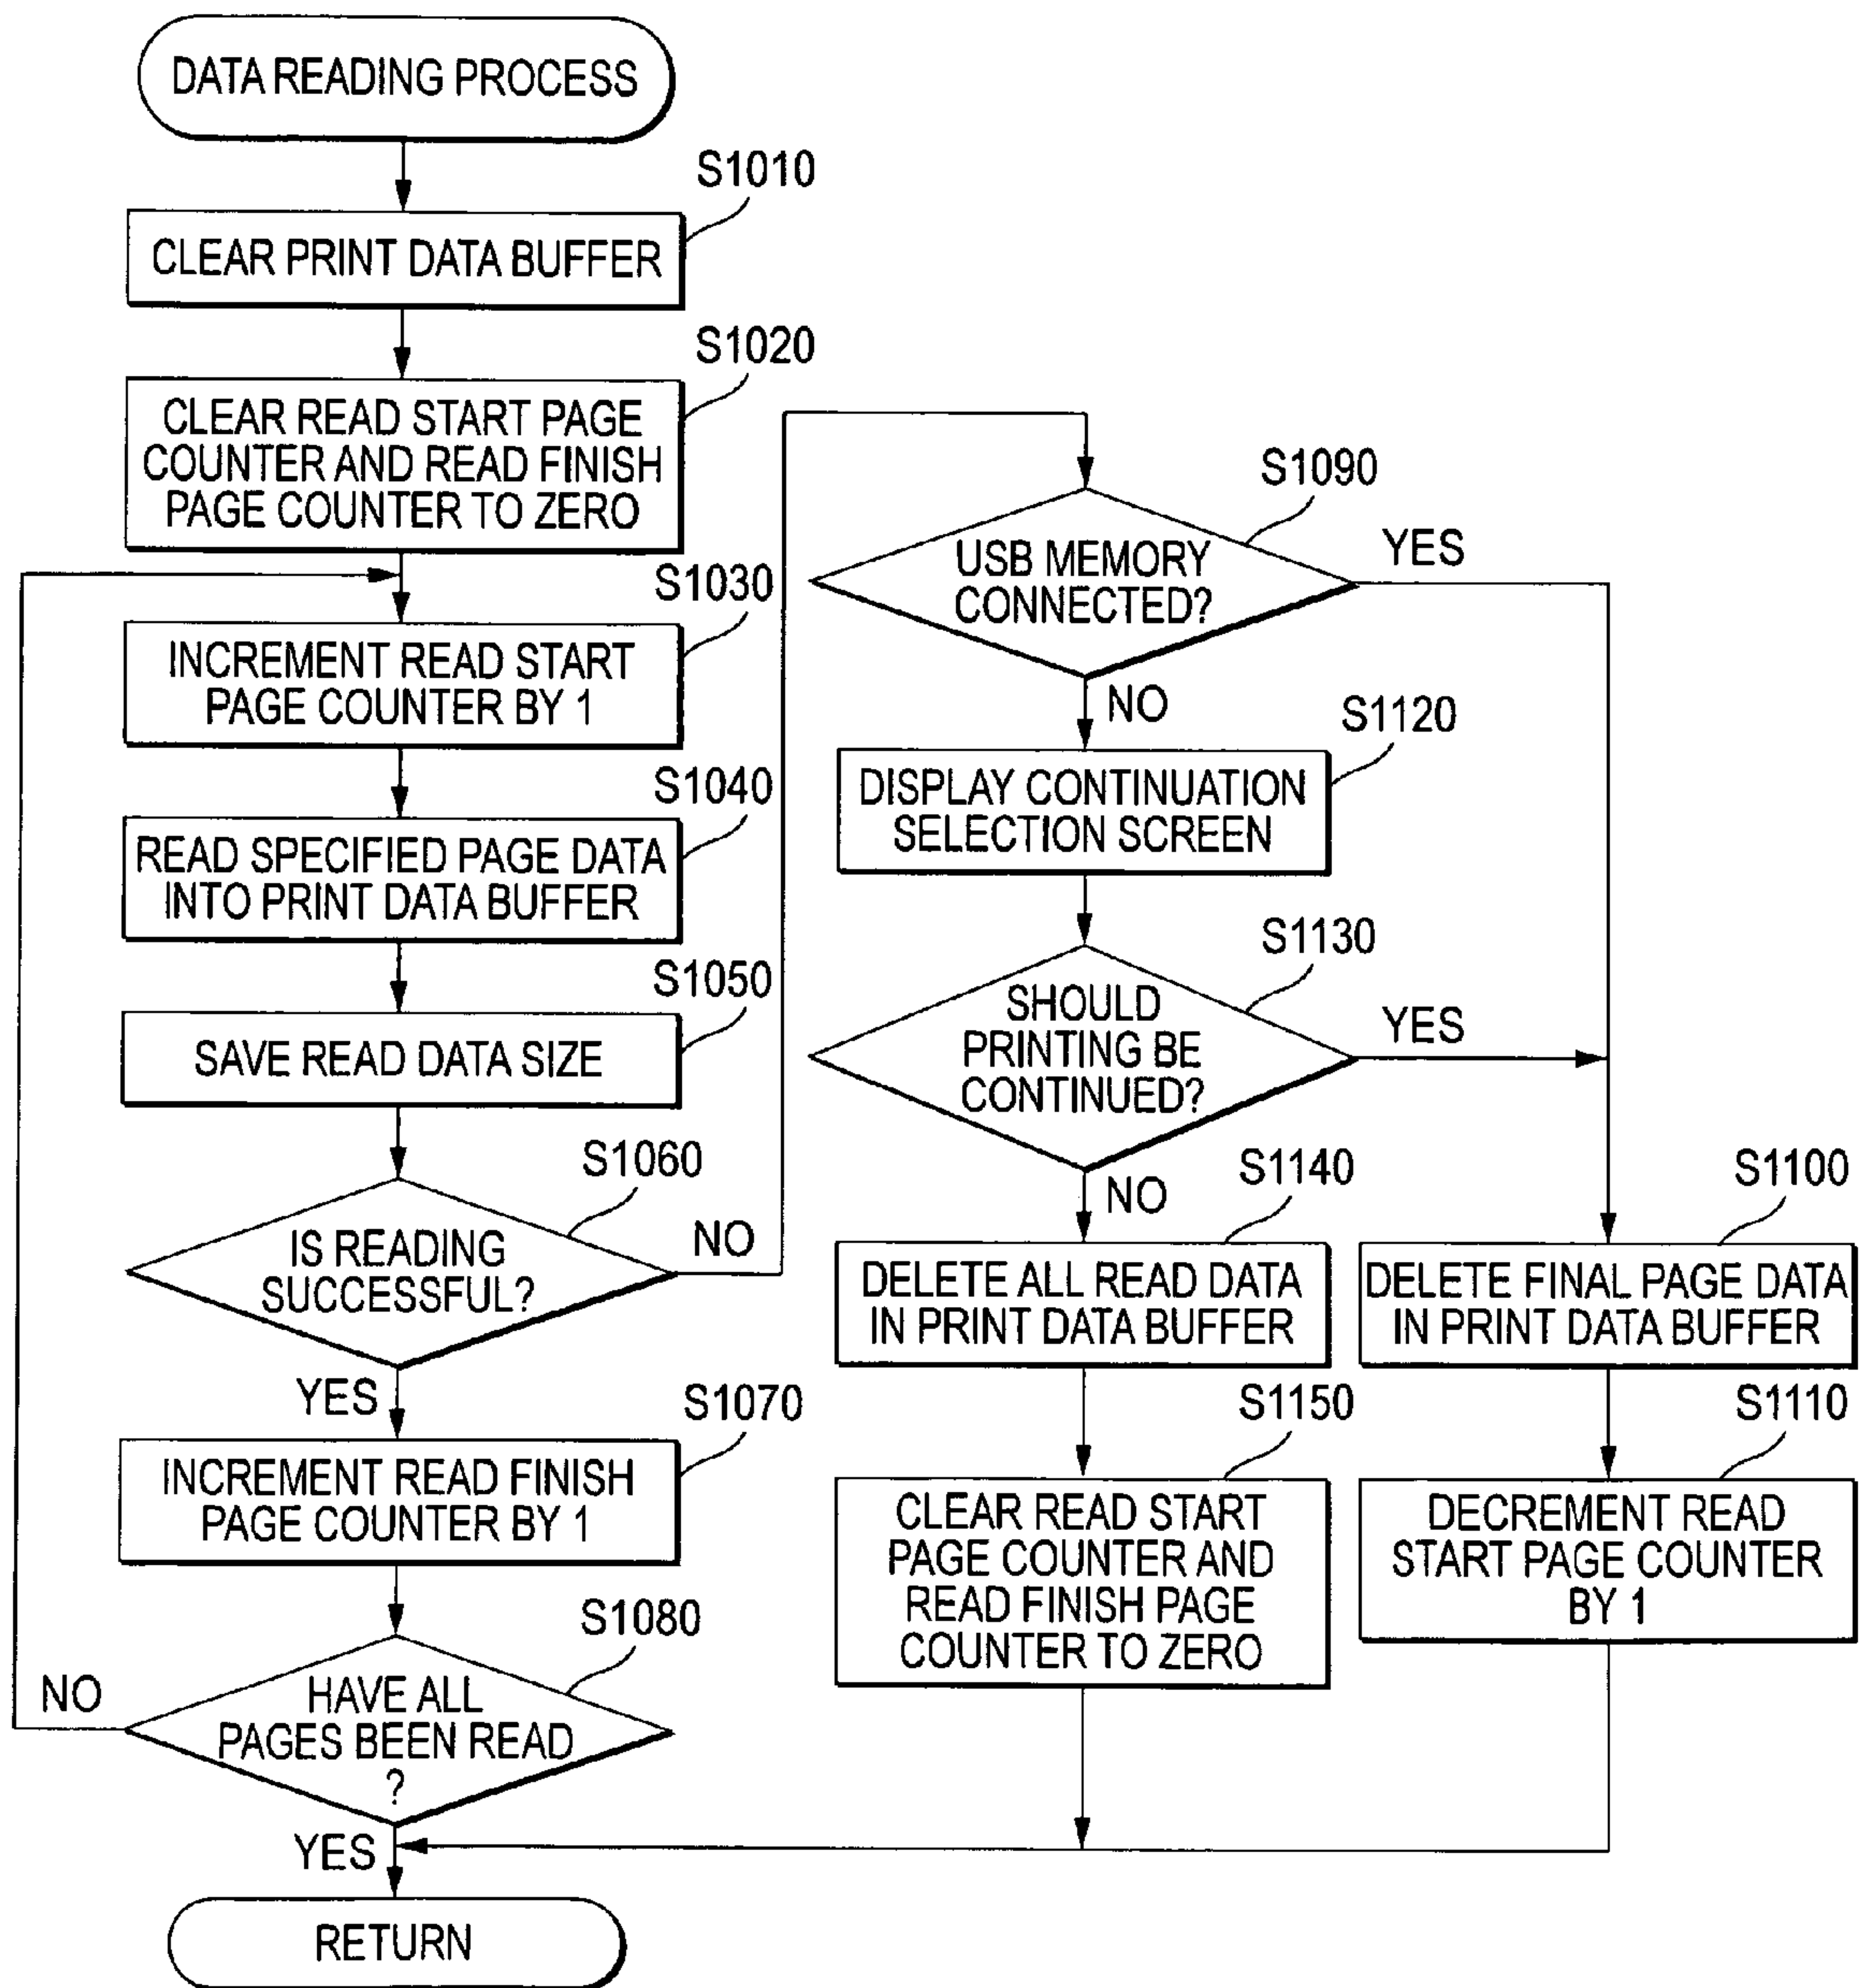 DATA READING PROCESS
S1010
CLEAR PRINT DATA BUFFER
S1020
CLEAR READ START PAGE
COUNTER AND READ FINISH
PAGE COUNTER TO ZERO
S1030
INCREMENT READ START
PAGE COUNTER BY 1
S1040
READ SPECIFIED PAGE DATA
INTO PRINT DATA BUFFER
S1050
SAVE READ DATA SIZE
S1060
IS READING
SUCCESSFUL?
NO
YES
S1070
INCREMENT READ FINISH
PAGE COUNTER BY 1
S1080
HAVE ALL
PAGES BEEN READ
?
NO
YES
RETURN
S1090
USB MEMORY
CONNECTED?
YES
NO
S1120
DISPLAY CONTINUATION
SELECTION SCREEN
S1130
SHOULD
PRINTING BE
CONTINUED?
YES
NO
S1140
DELETE ALL READ DATA
IN PRINT DATA BUFFER
S1150
CLEAR READ START
PAGE COUNTER AND
READ FINISH PAGE
COUNTER TO ZERO
S1100
DELETE FINAL PAGE DATA
IN PRINT DATA BUFFER
S1110
DECREMENT READ
START PAGE COUNTER
BY 1